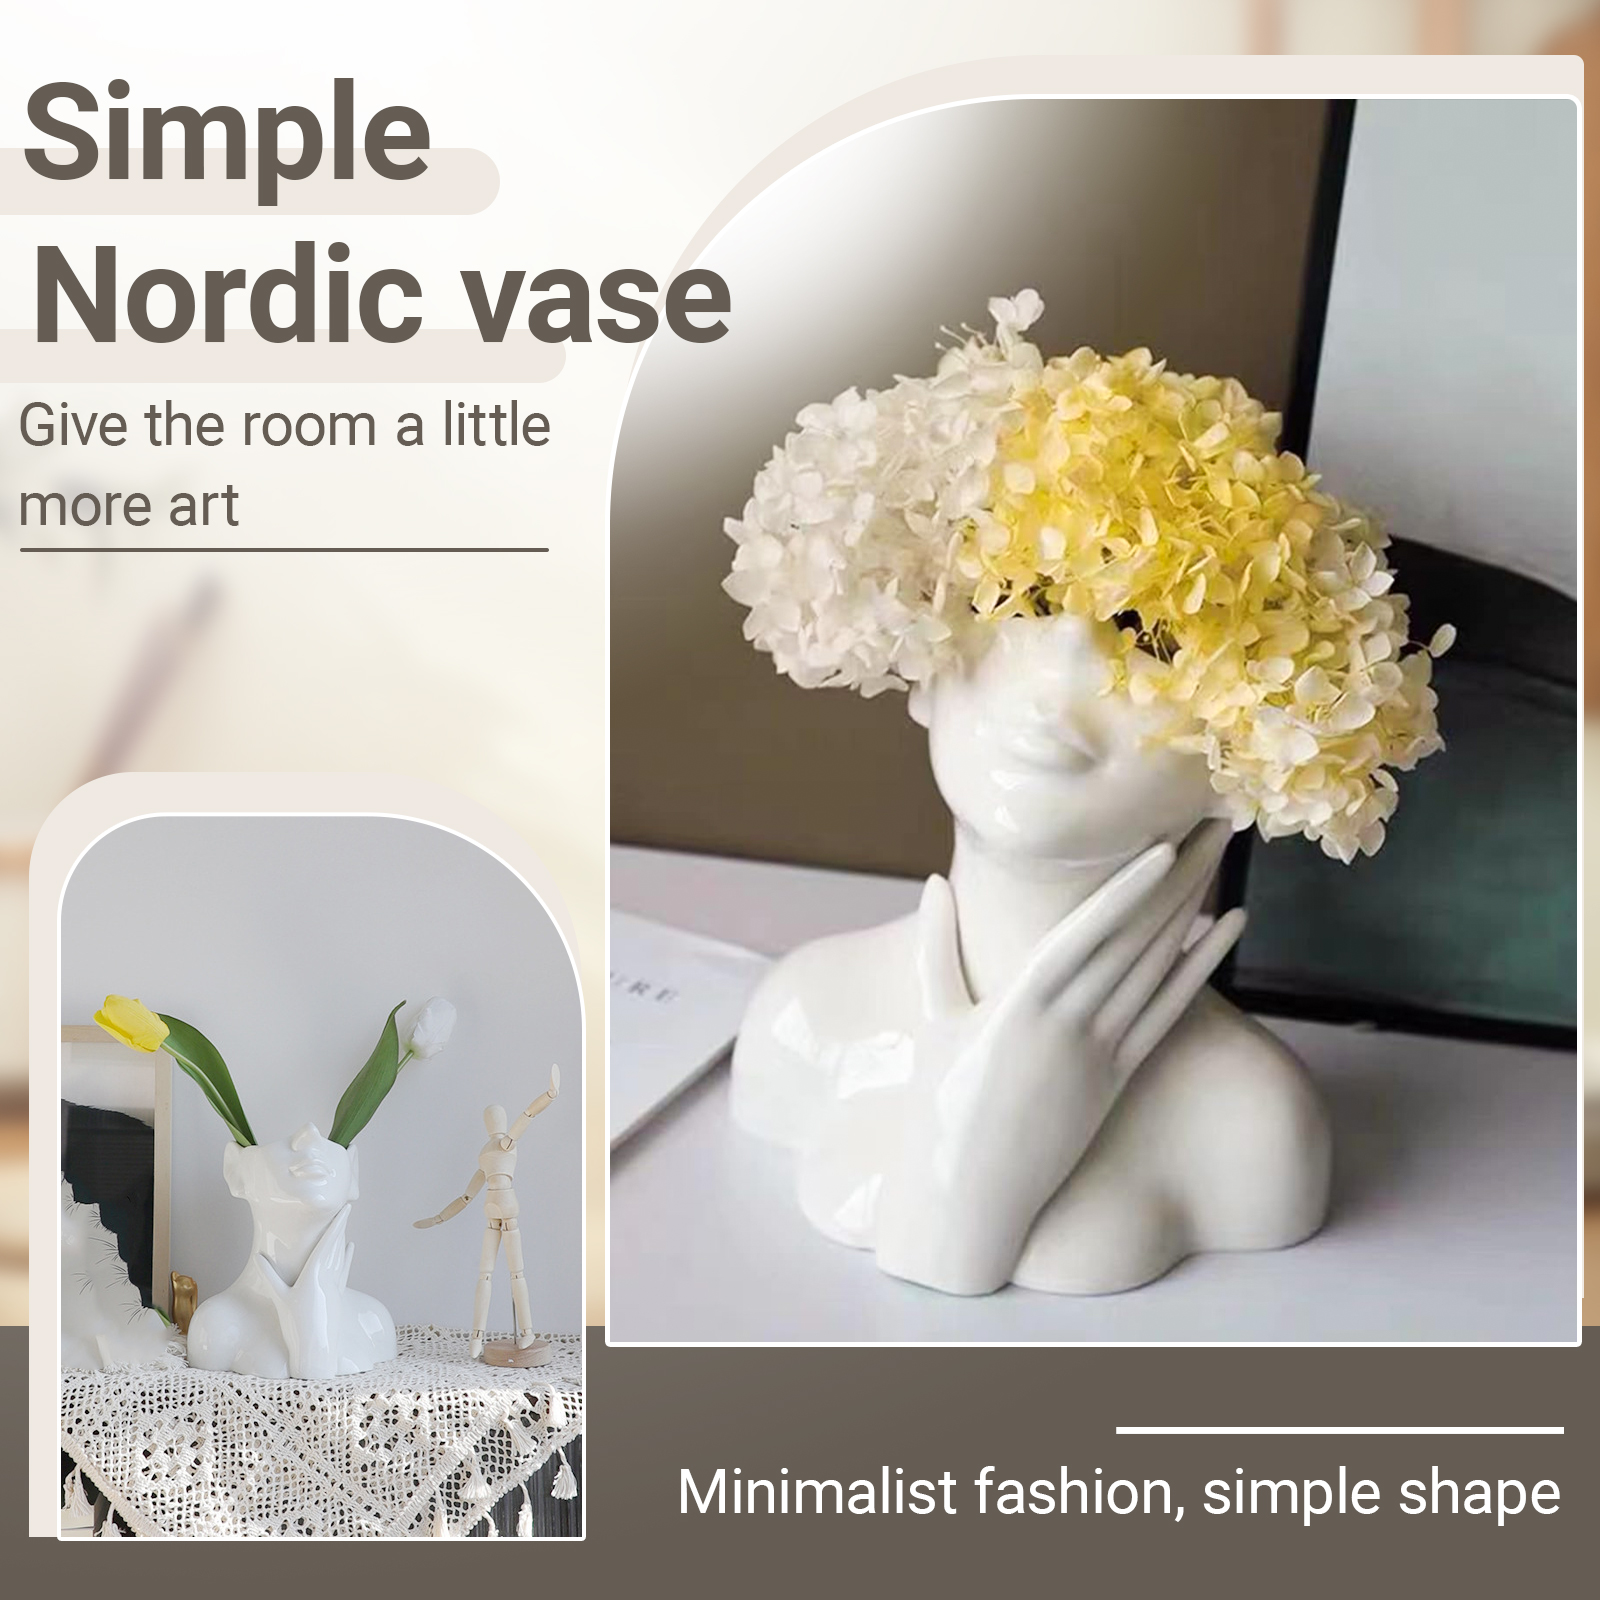 Simple
Nordic vase
Give the room a little
more art
Minimalist fashion, simple shape